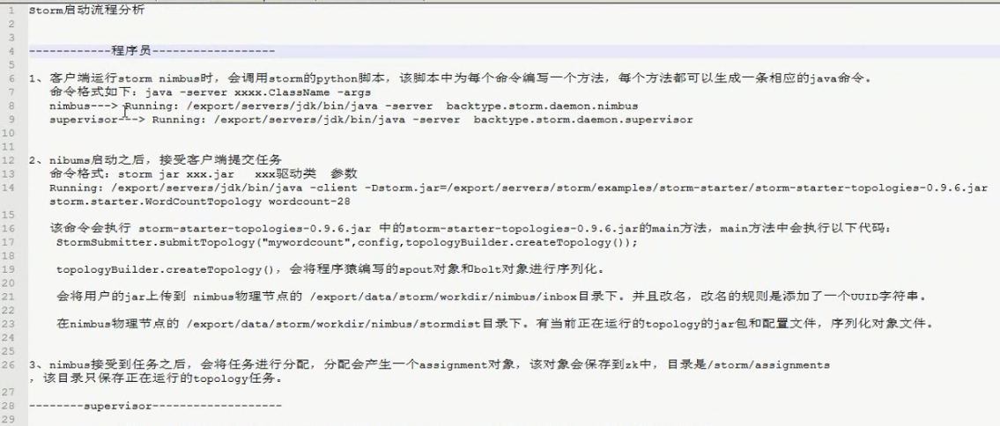 1 Storm启动流程分析
2
3
4 ------------程序员------------------
5
6 1、客户端运行storm nimbus时，会调用storm的python脚本，该脚本中为每个命令编写一个方法，每个方法都可以生成一条相应的java命令。
7 命令格式如下：java -server xxxx.ClassName -args
8 nimbus---> Running: /export/servers/jdk/bin/java -server backtype.storm.daemon.nimbus
9 supervisor---> Running: /export/servers/jdk/bin/java -server backtype.storm.daemon.supervisor
10
11
12 2、nibums启动之后，接受客户端提交任务
13 命令格式：storm jar xxx.jar xxx驱动类 参数
14 Running: /export/servers/jdk/bin/java -client -Dstorm.jar=/export/servers/storm/examples/storm-starter/storm-starter-topologies-0.9.6.jar
storm.starter.WordCountTopology wordcount-28
15
16 该命令会执行 storm-starter-topologies-0.9.6.jar 中的storm-starter-topologies-0.9.6.jar的main方法，main方法中会执行以下代码：
17 StormSubmitter.submitTopology("mywordcount",config,topologyBuilder.createTopology());
18
19 topologyBuilder.createTopology()，会将程序猿编写的spout对象和bolt对象进行序列化。
20
21 会将用户的jar上传到 nimbus物理节点的 /export/data/storm/workdir/nimbus/inbox目录下。并且改名，改名的规则是添加了一个UUID字符串。
22
23 在nimbus物理节点的 /export/data/storm/workdir/nimbus/stormdist目录下。有当前正在运行的topology的jar包和配置文件，序列化对象文件。
24
25
26 3、nimbus接受到任务之后，会将任务进行分配，分配会产生一个assignment对象，该对象会保存到zk中，目录是/storm/assignments
，该目录只保存正在运行的topology任务。
27
28 --------supervisor-------------------
29